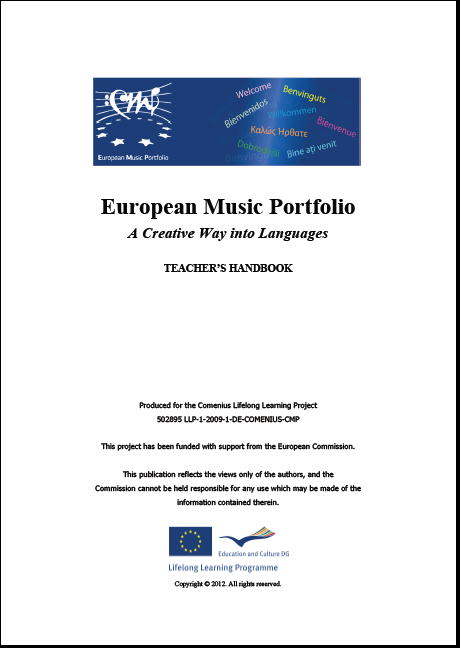 Welcome
Benvinguts
Bienvenidos
Willkommen
Bienvenue
Καλώς Ηρθατε
Dobrodošli
Bine aţi venit
European Music Portfolio
European Music Portfolio
A Creative Way into Languages
TEACHER'S HANDBOOK
Produced for the Comenius Lifelong Learning Project
502895 LLP-1-2009-1-DE-COMENIUS-CMP
This project has been funded with support from the European Commission.
This publication reflects the views only of the authors, and the
Commission cannot be held responsible for any use which may be made of the
information contained therein.
Education and Culture DG
Lifelong Learning Programme
Copyright © 2012. All rights reserved.